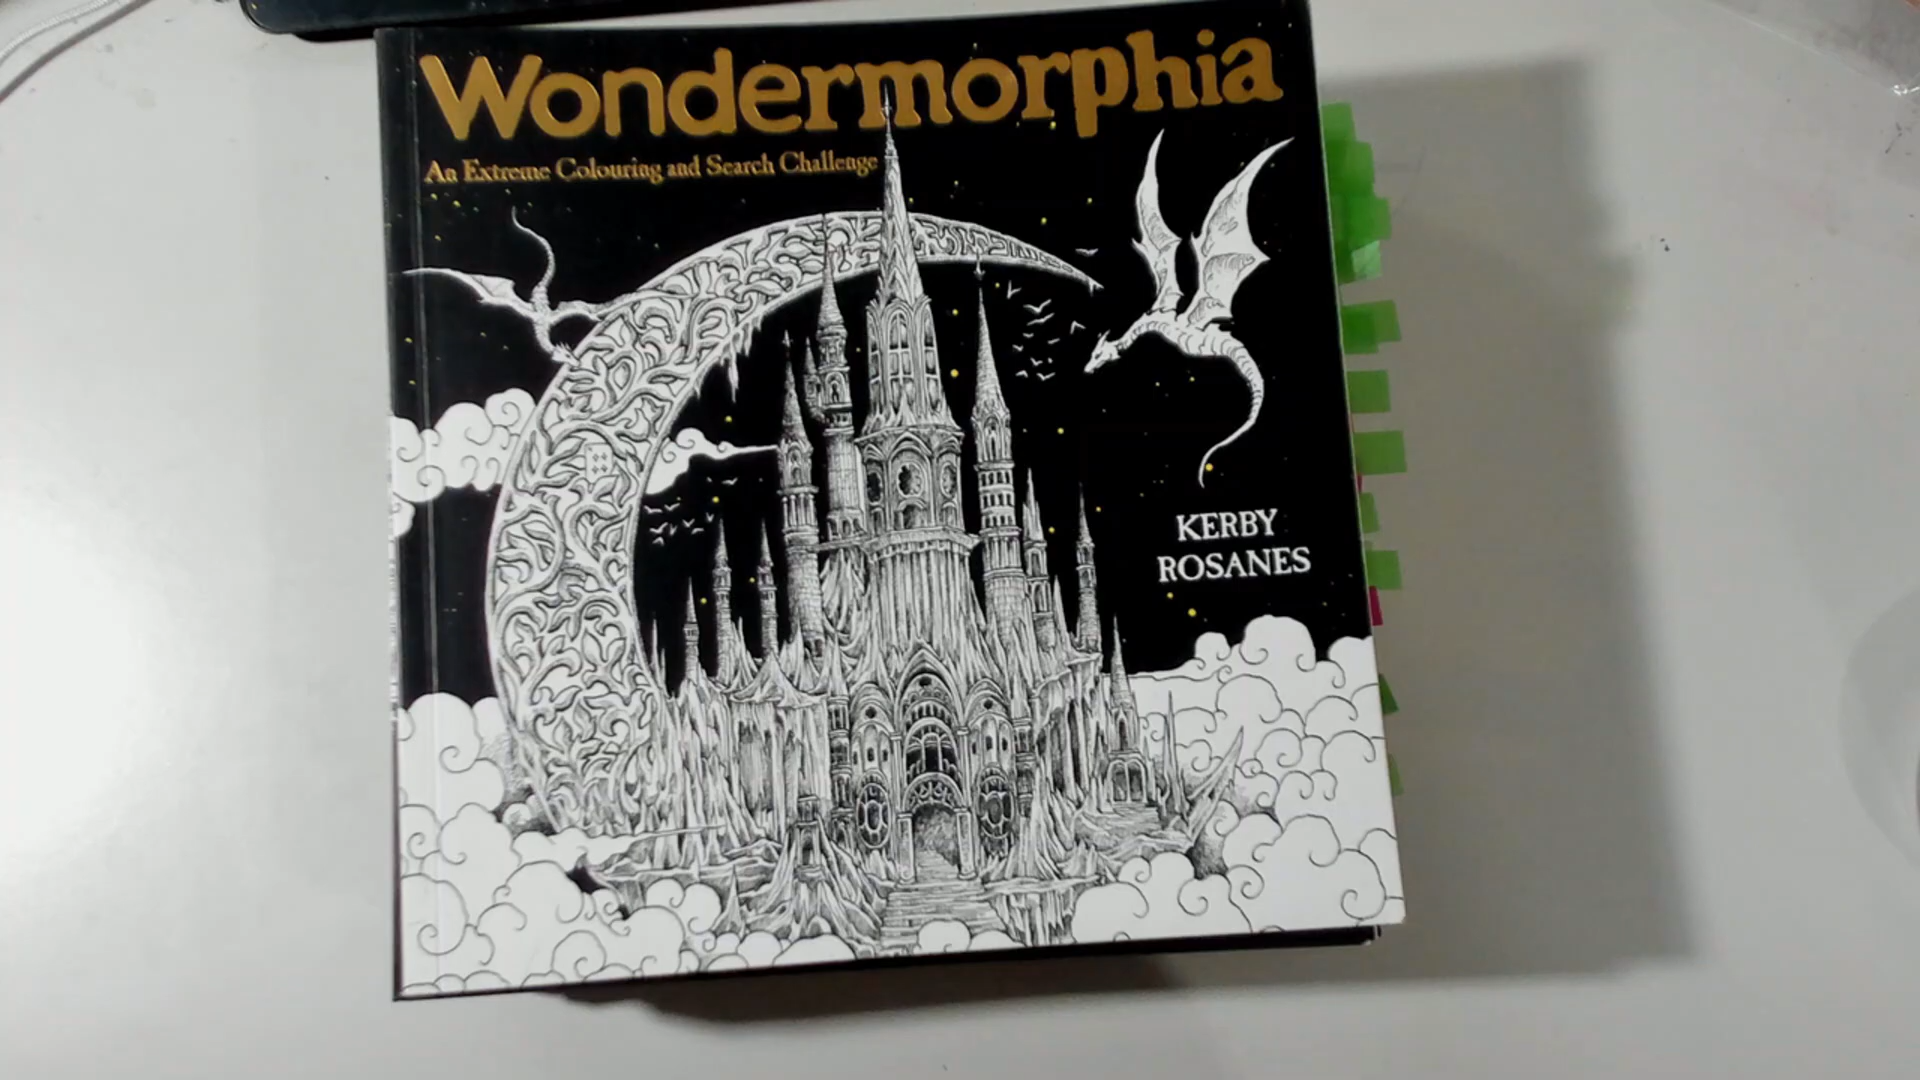 Wondermorphia
An Extreme Colouring and Search Challenge
KERBY
ROSANES